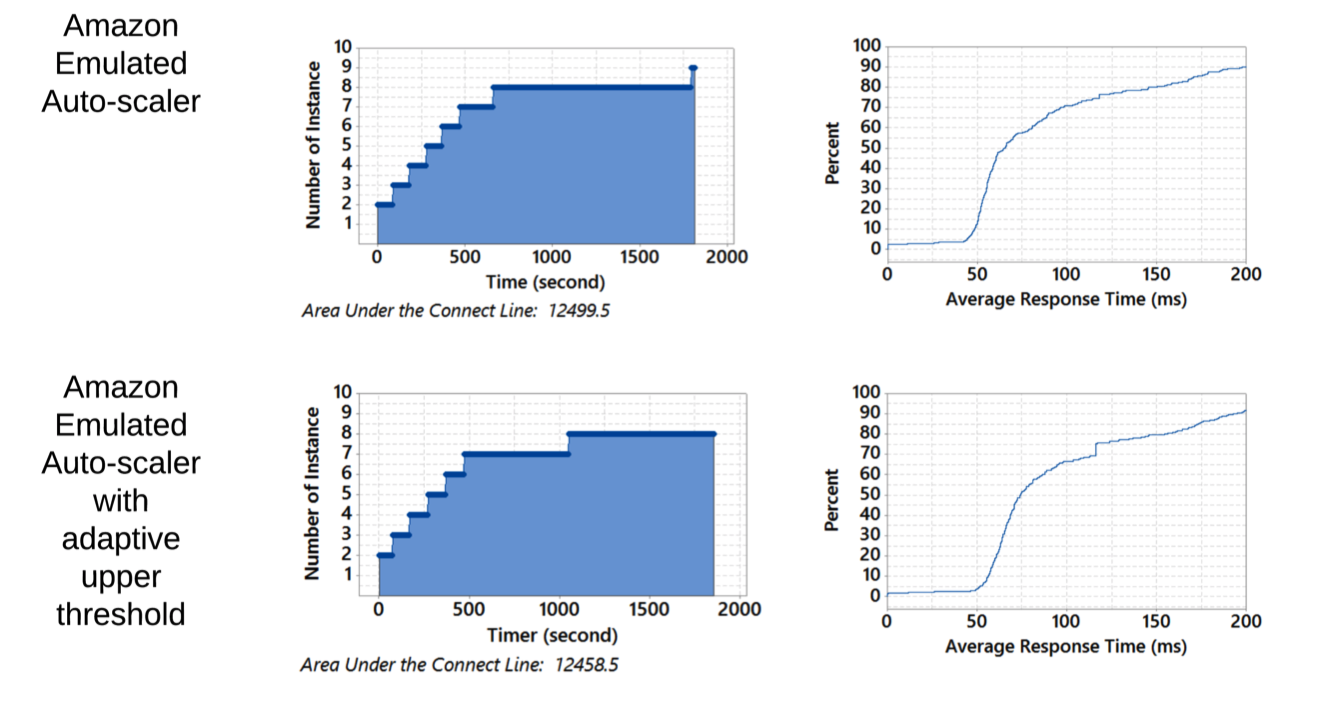 Amazon
Emulated
Auto-scaler
Number of Instance
10
9
8
7
6
5
4
3
2
1
0 500 1000 1500 2000
Time (second)
Area Under the Connect Line: 12499.5
Percent
100
90
80
70
60
50
40
30
20
10
0
0 50 100 150 200
Average Response Time (ms)
Amazon
Emulated
Auto-scaler
with
adaptive
upper
threshold
Number of Instance
10
9
8
7
6
5
4
3
2
1
0 500 1000 1500 2000
Timer (second)
Area Under the Connect Line: 12458.5
Percent
100
90
80
70
60
50
40
30
20
10
0
0 50 100 150 200
Average Response Time (ms)